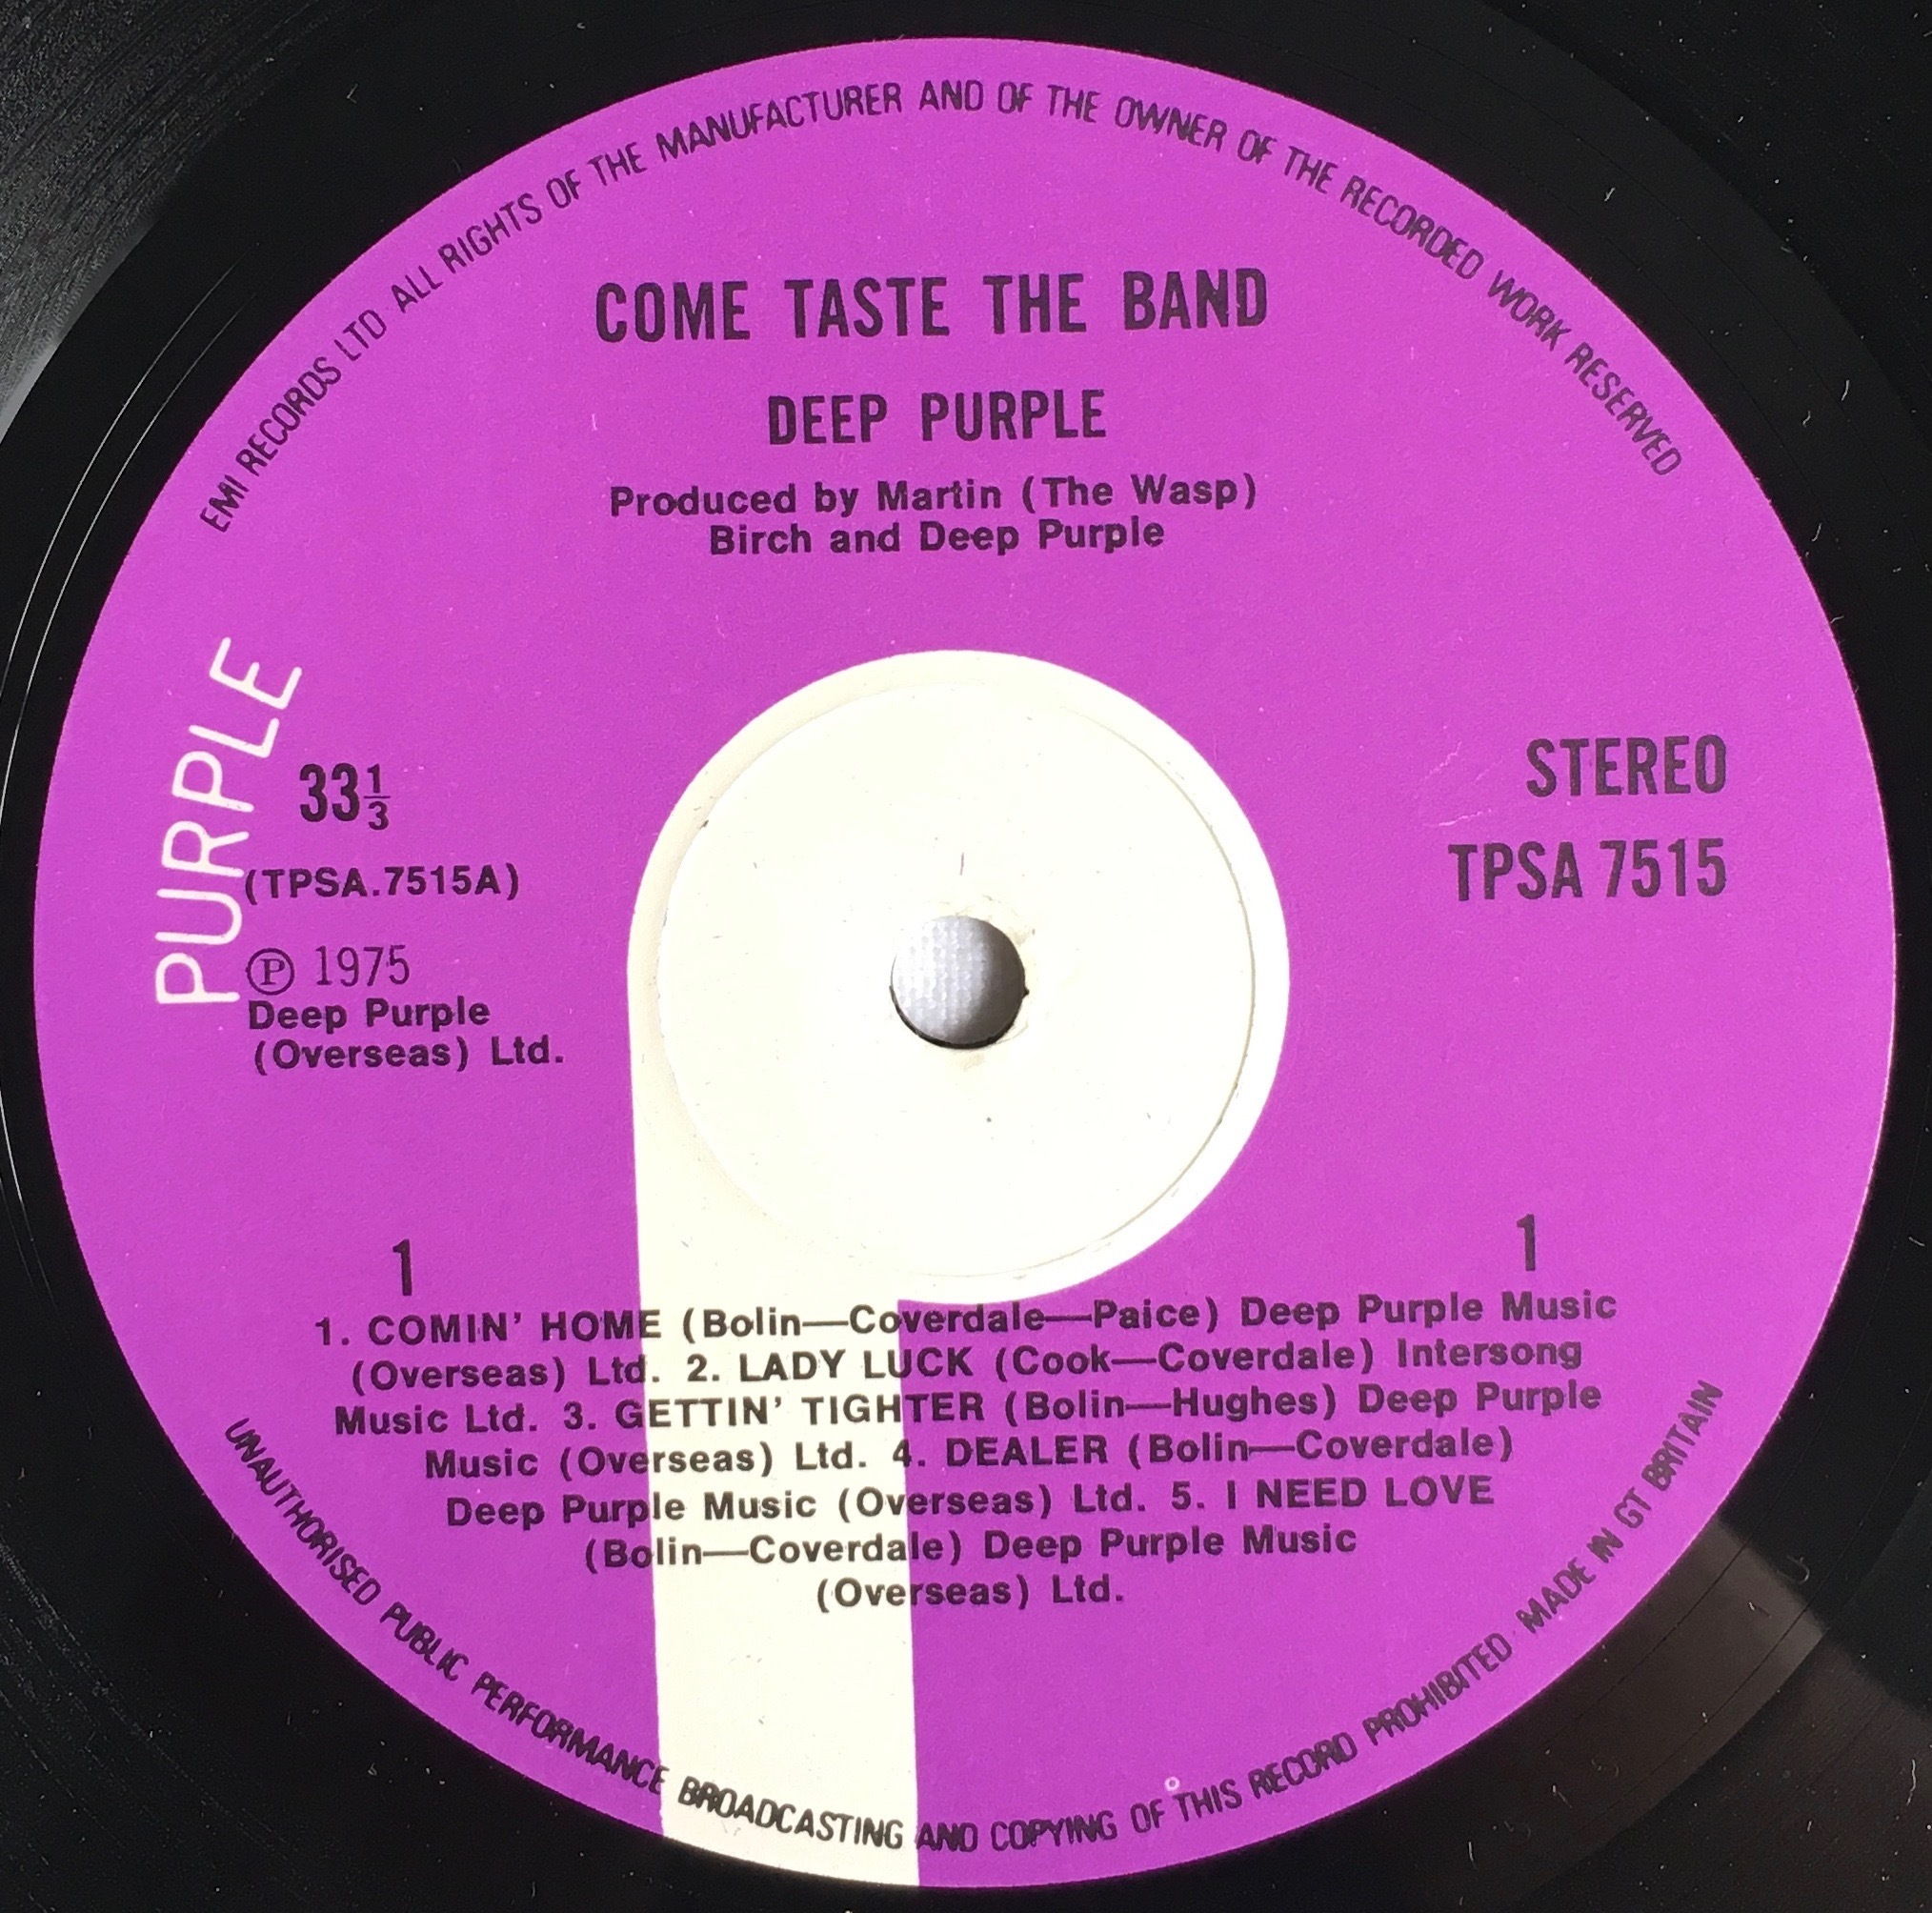 EMI RECORDS LTD ALL RIGHTS OF THE MANUFACTURER AND OF THE OWNER OF THE RECORDED WORK RESERVED
COME TASTE THE BAND
DEEP PURPLE
Produced by Martin (The Wasp)
Birch and Deep Purple
PURPLE
33⅓
(TPSA.7515A)
℗ 1975
Deep Purple
(Overseas) Ltd.
STEREO
TPSA 7515
1
1
1. COMIN' HOME (Bolin—Coverdale—Paice) Deep Purple Music
(Overseas) Ltd. 2. LADY LUCK (Cook—Coverdale) Intersong
Music Ltd. 3. GETTIN' TIGHTER (Bolin—Hughes) Deep Purple
Music (Overseas) Ltd. 4. DEALER (Bolin—Coverdale)
Deep Purple Music (Overseas) Ltd. 5. I NEED LOVE
(Bolin—Coverdale) Deep Purple Music
(Overseas) Ltd.
UNAUTHORISED PUBLIC PERFORMANCE BROADCASTING AND COPYING OF THIS RECORD PROHIBITED · MADE IN GT BRITAIN